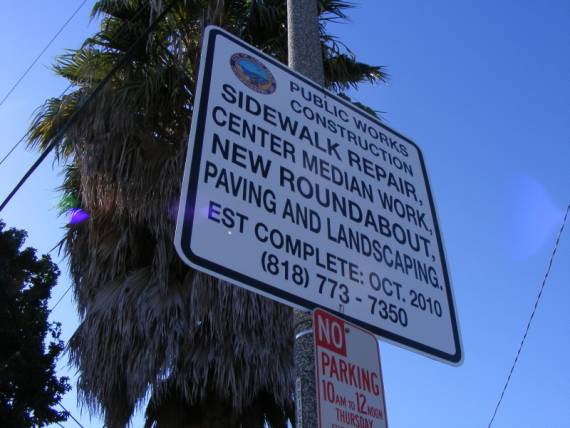 PUBLIC WORKS
CONSTRUCTION
SIDEWALK REPAIR,
CENTER MEDIAN WORK,
NEW ROUNDABOUT,
PAVING AND LANDSCAPING.
EST COMPLETE: OCT. 2010
(818) 773 - 7350
NO
PARKING
10AM TO 12NOON
THURSDAY